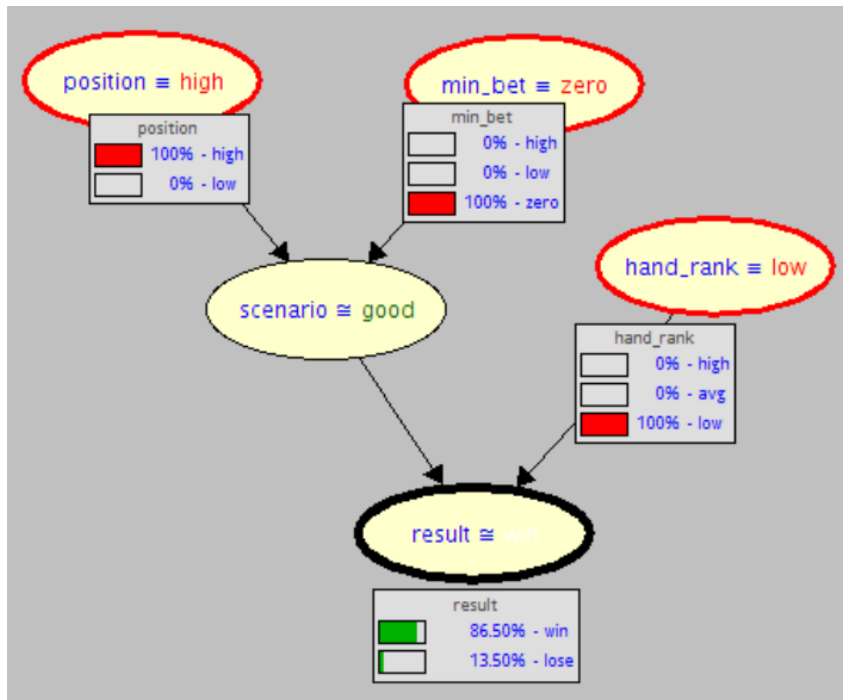 position ≡ high
min_bet ≡ zero
position
100% - high
0% - low
min_bet
0% - high
0% - low
100% - zero
hand_rank ≡ low
scenario ≅ good
hand_rank
0% - high
0% - avg
100% - low
result ≅ win
result
86.50% - win
13.50% - lose